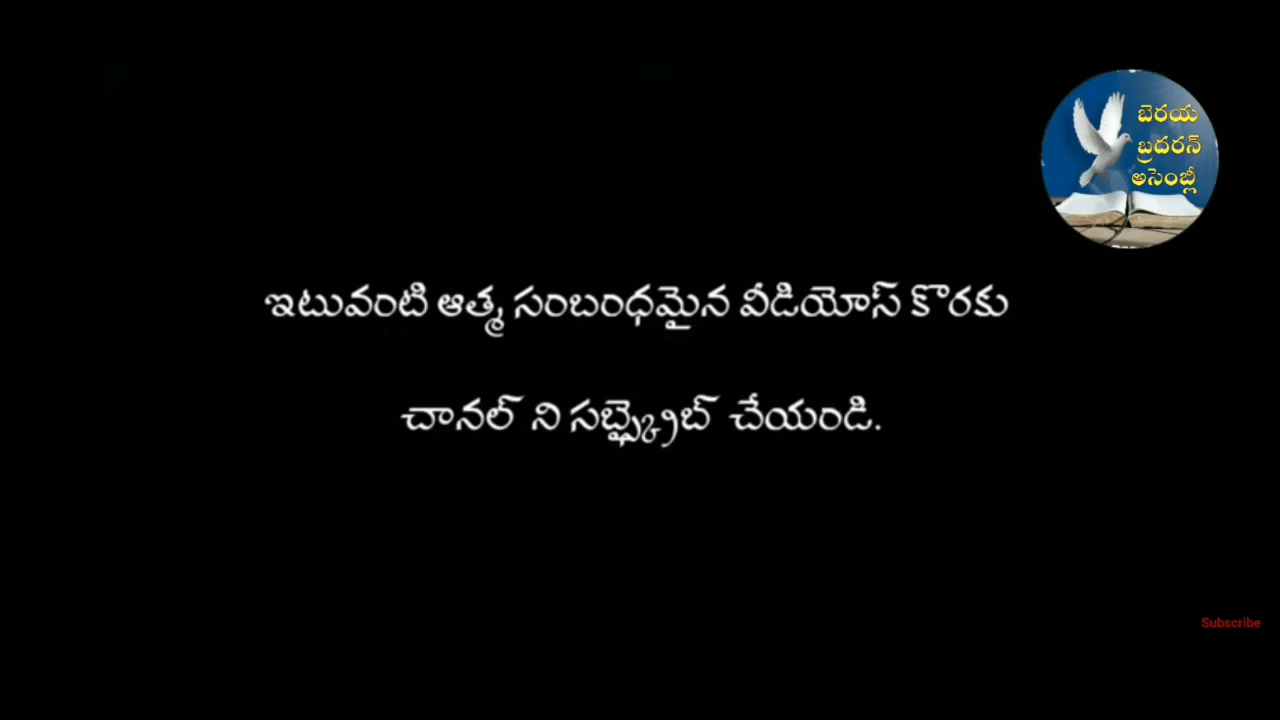 బెరయ
బ్రదరన్
అసెంబ్లీ
ఇటువంటి ఆత్మ సంబంధమైన వీడియోస్ కొరకు
చానల్ ని సబ్స్క్రైబ్ చేయండి.
Subscribe